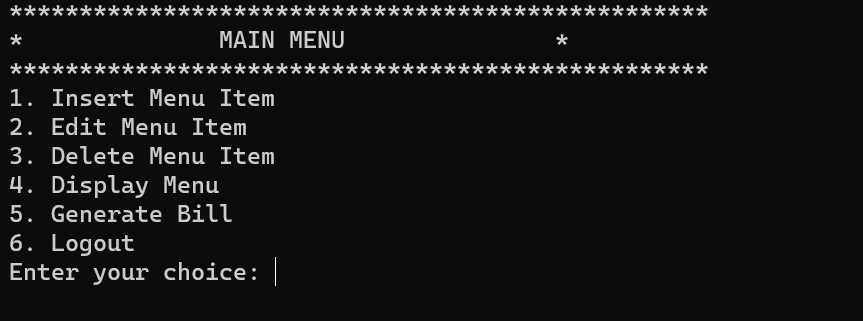 **************************************************
*              MAIN MENU               *
**************************************************
1. Insert Menu Item
2. Edit Menu Item
3. Delete Menu Item
4. Display Menu
5. Generate Bill
6. Logout
Enter your choice: